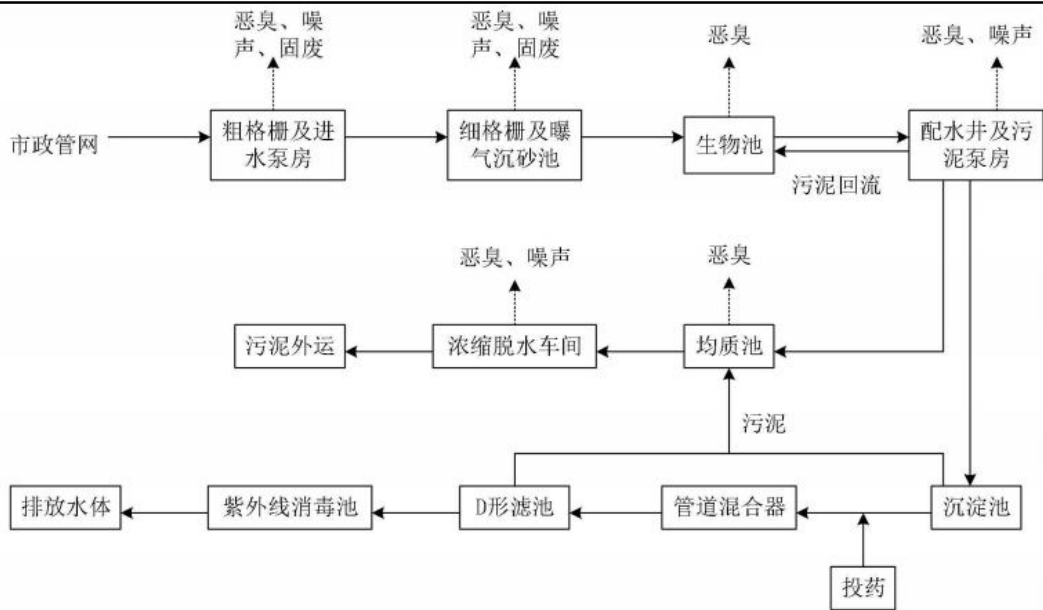 恶臭、噪
声、固废
恶臭、噪
声、固废
恶臭
恶臭、噪声
市政管网
粗格栅及进
水泵房
细格栅及曝
气沉砂池
生物池
配水井及污
泥泵房
污泥回流
恶臭、噪声
恶臭
污泥外运
浓缩脱水车间
均质池
污泥
排放水体
紫外线消毒池
D形滤池
管道混合器
沉淀池
投药